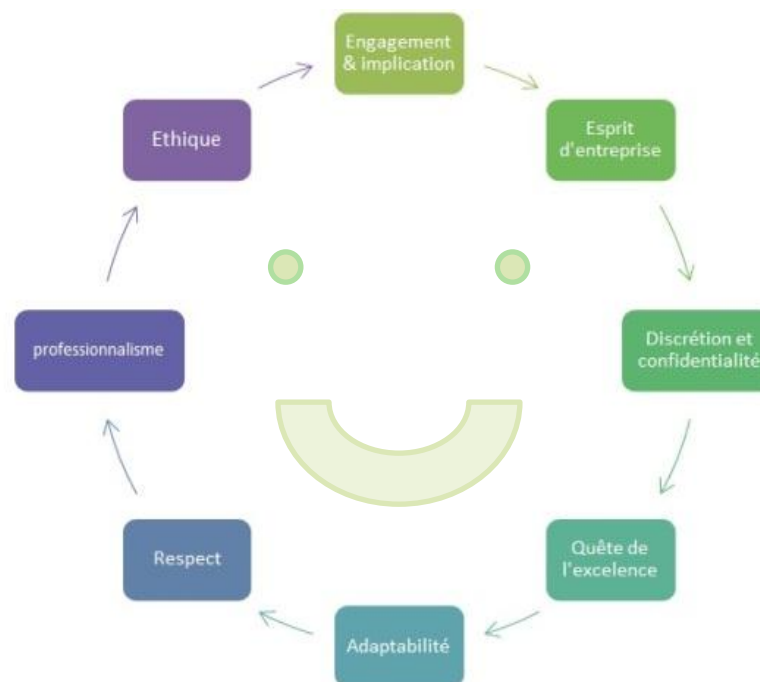 Engagement
& implication
Esprit
d'entreprise
Discrétion et
confidentialité
Quête de
l'excelence
Adaptabilité
Respect
professionnalisme
Ethique